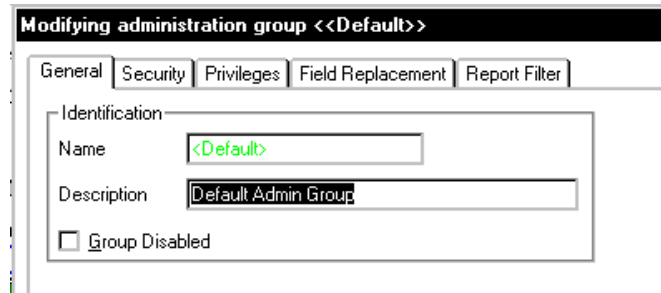 Modifying administration group <<Default>>
General Security Privileges Field Replacement Report Filter
Identification
Name <Default>
Description Default Admin Group
Group Disabled